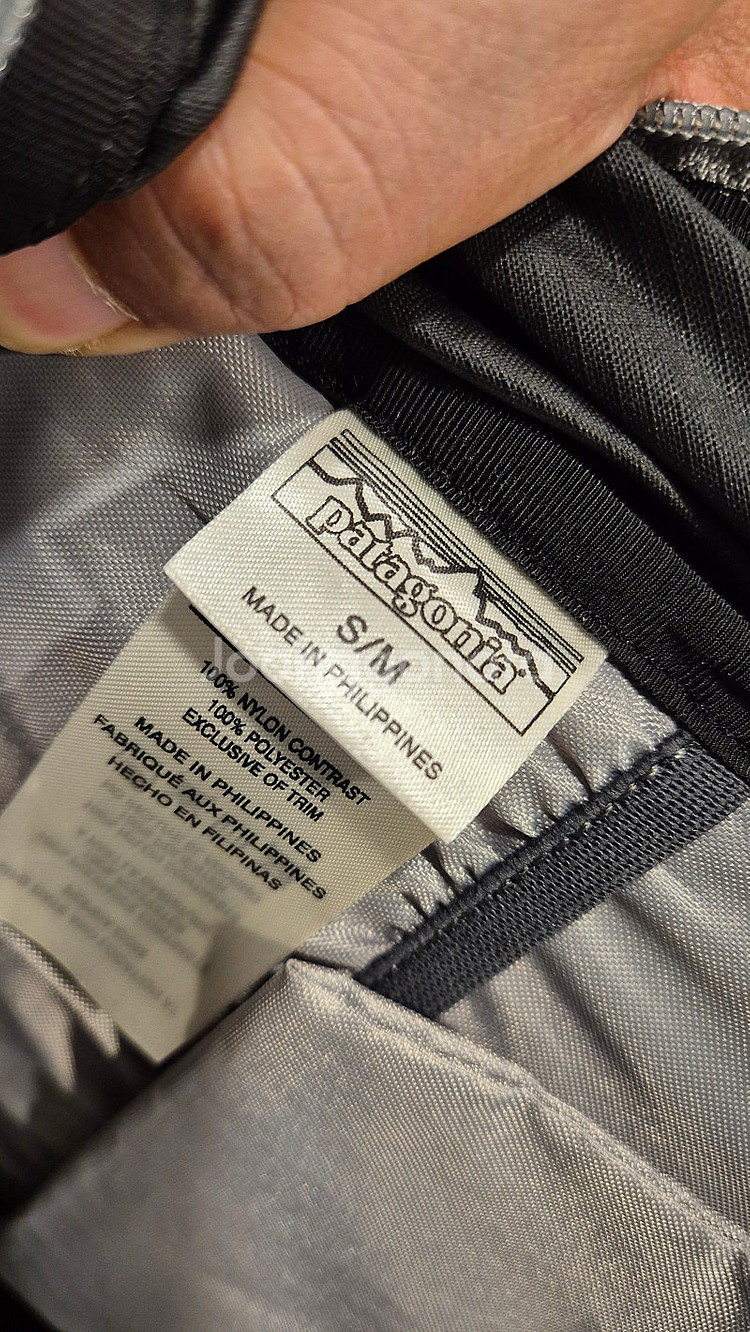 patagonia
S/M
MADE IN PHILIPPINES
100% NYLON CONTRAST
100% POLYESTER
EXCLUSIVE OF TRIM
MADE IN PHILIPPINES
FABRIQUÉ AUX PHILIPPINES
HECHO EN FILIPINAS